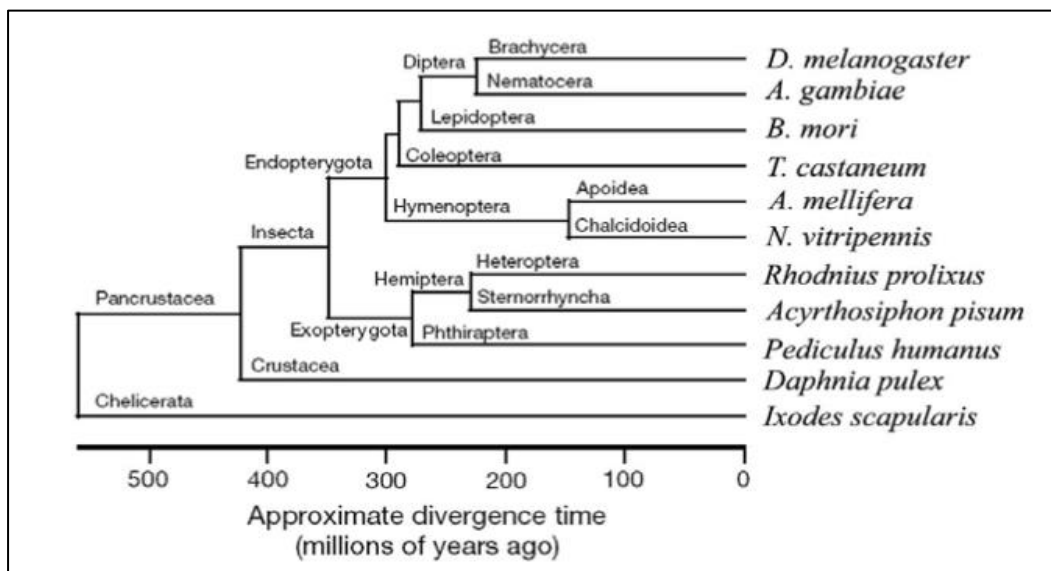 Brachycera
D. melanogaster
Diptera
Nematocera
A. gambiae
Lepidoptera
B. mori
Endopterygota
Coleoptera
T. castaneum
Apoidea
A. mellifera
Hymenoptera
Chalcidoidea
N. vitripennis
Insecta
Heteroptera
Rhodnius prolixus
Hemiptera
Sternorrhyncha
Acyrthosiphon pisum
Pancrustacea
Exopterygota
Phthiraptera
Pediculus humanus
Crustacea
Daphnia pulex
Chelicerata
Ixodes scapularis
500 400 300 200 100 0
Approximate divergence time
(millions of years ago)